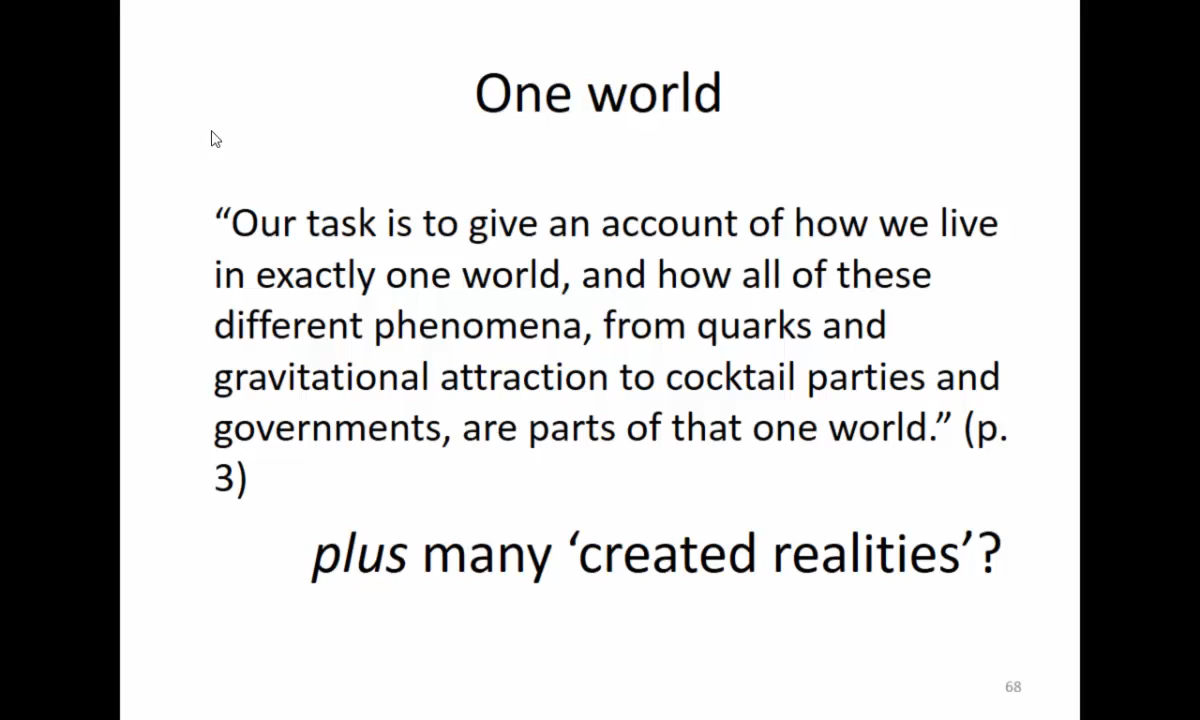 One world
“Our task is to give an account of how we live
in exactly one world, and how all of these
different phenomena, from quarks and
gravitational attraction to cocktail parties and
governments, are parts of that one world.” (p.
3)
plus many ‘created realities’?
68